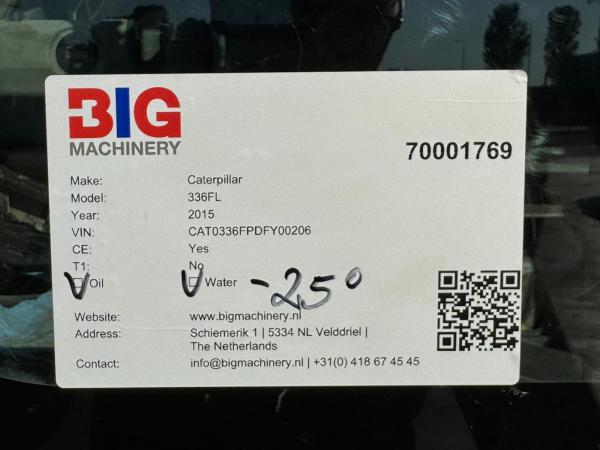 BIG
MACHINERY
70001769
Make: Caterpillar
Model: 336FL
Year: 2015
VIN: CAT0336FPDFY00206
CE: Yes
T1: No
Oil Water -25°
Website: www.bigmachinery.nl
Address: Schiemerik 1 | 5334 NL Velddriel |
The Netherlands
Contact: info@bigmachinery.nl | +31(0) 418 67 45 45